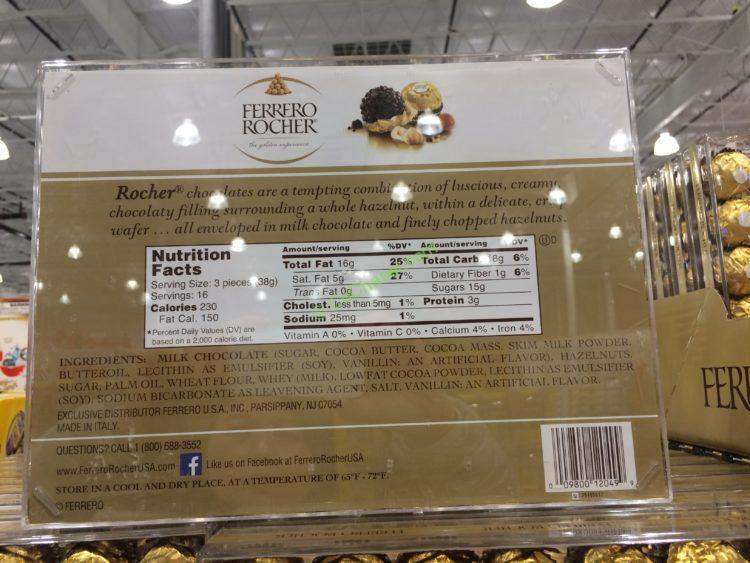 FERRERO
ROCHER®
the golden experience
Rocher® chocolates are a tempting combination of luscious, creamy,
chocolaty filling surrounding a whole hazelnut, within a delicate, crisp
wafer ... all enveloped in milk chocolate and finely chopped hazelnuts.
Nutrition
Facts
Serving Size: 3 pieces (38g)
Servings: 16
Calories 230
Fat Cal. 150
*Percent Daily Values (DV) are
based on a 2,000 calorie diet.
Amount/serving %DV* Amount/serving %DV*
Total Fat 16g 25% Total Carb. 18g 6%
Sat. Fat 5g 27% Dietary Fiber 1g 6%
Trans Fat 0g Sugars 15g
Cholest. less than 5mg 1% Protein 3g
Sodium 25mg 1%
Vitamin A 0% • Vitamin C 0% • Calcium 4% • Iron 4%
INGREDIENTS: MILK CHOCOLATE (SUGAR, COCOA BUTTER, COCOA MASS, SKIM MILK POWDER,
BUTTEROIL, LECITHIN AS EMULSIFIER (SOY), VANILLIN: AN ARTIFICIAL FLAVOR), HAZELNUTS,
SUGAR, PALM OIL, WHEAT FLOUR, WHEY (MILK), LOWFAT COCOA POWDER, LECITHIN AS EMULSIFIER
(SOY), SODIUM BICARBONATE AS LEAVENING AGENT, SALT, VANILLIN: AN ARTIFICIAL FLAVOR.
EXCLUSIVE DISTRIBUTOR FERRERO U.S.A., INC., PARSIPPANY, NJ 07054
MADE IN ITALY.
QUESTIONS? CALL 1 (800) 688-3552
www.FerreroRocherUSA.com f Like us on Facebook at FerreroRocherUSA
STORE IN A COOL AND DRY PLACE, AT A TEMPERATURE OF 65°F - 72°F.
© FERRERO
0 09800 12049 9
FER